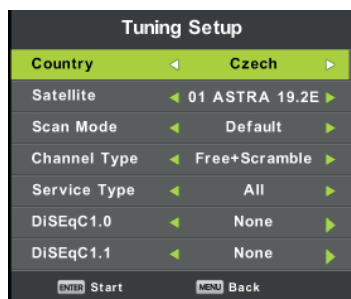 Tuning Setup
Country Czech
Satellite 01 ASTRA 19.2E
Scan Mode Default
Channel Type Free+Scramble
Service Type All
DiSEqC1.0 None
DiSEqC1.1 None
ENTER Start MENU Back